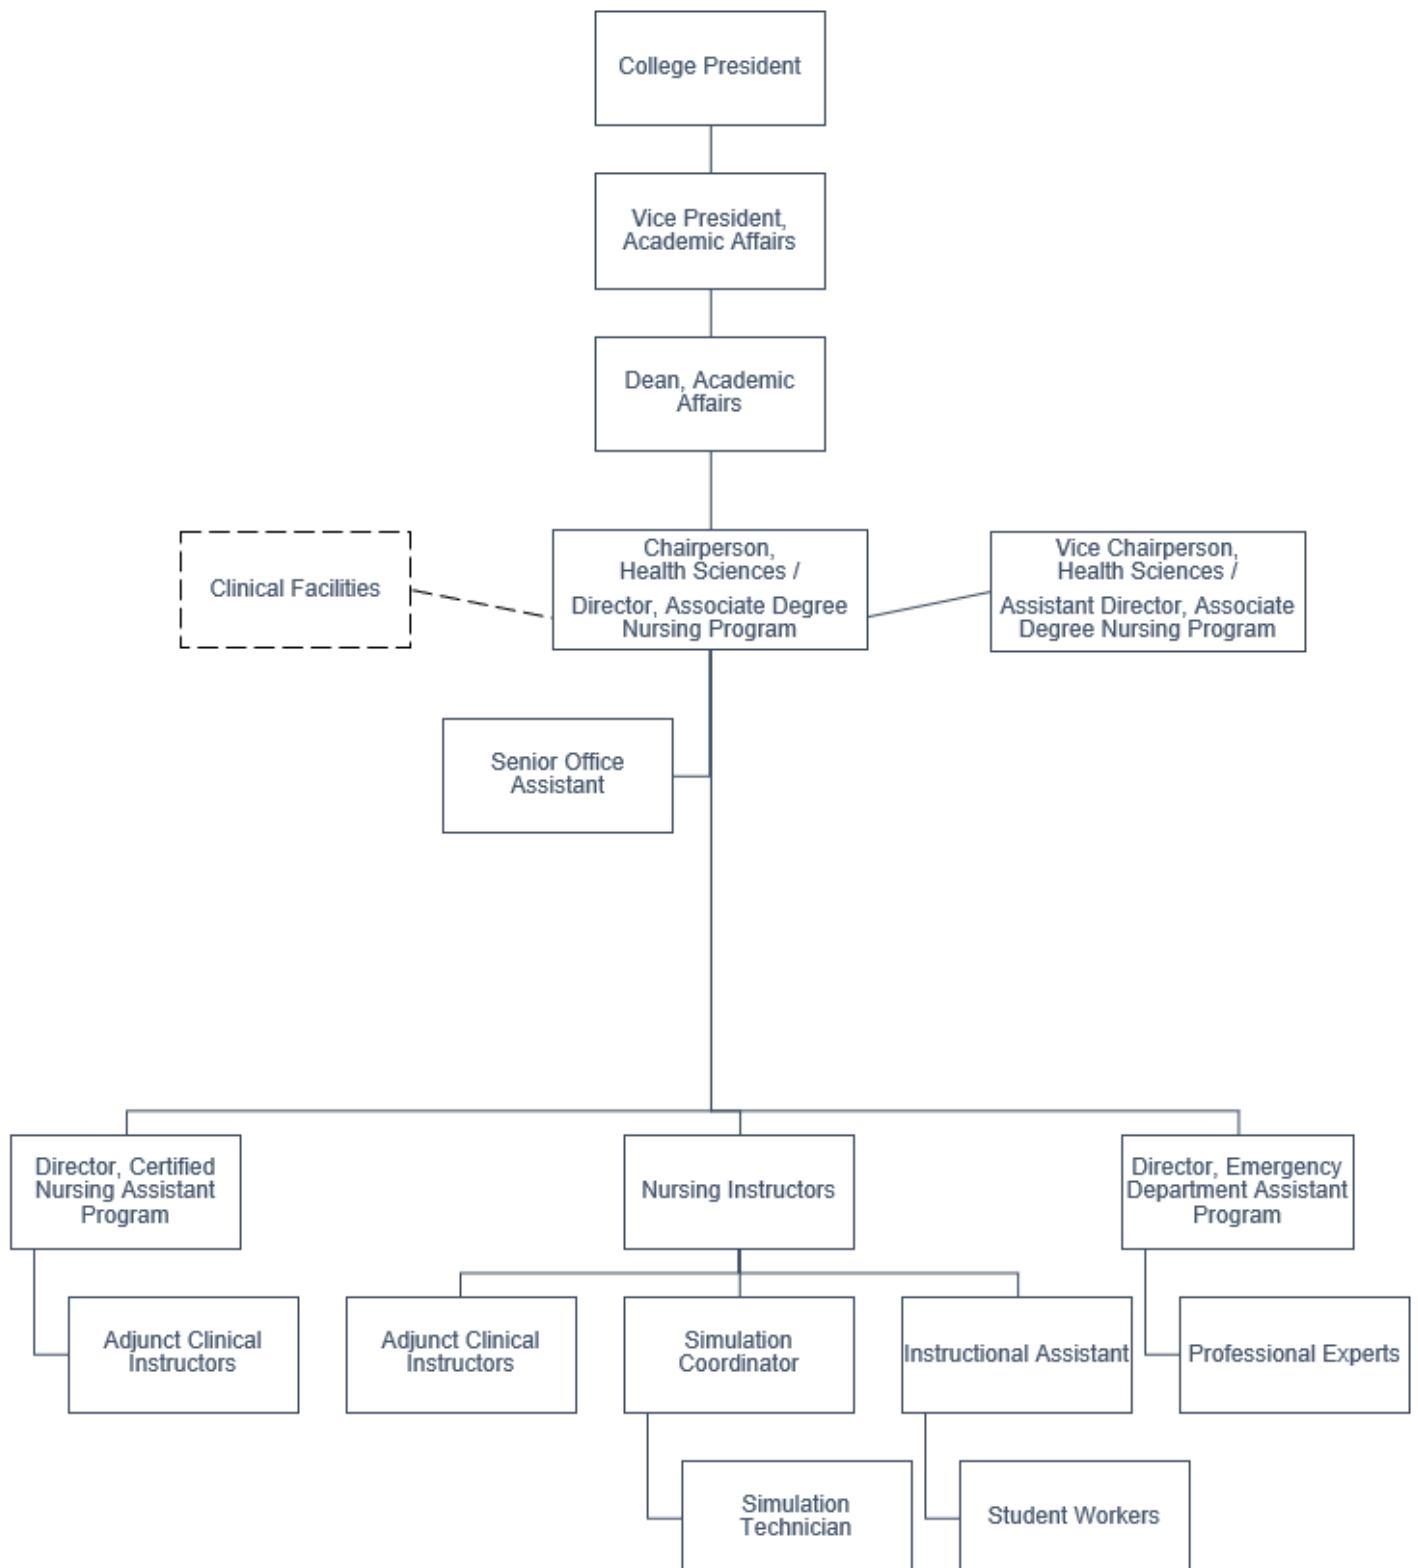 College President
Vice President,
Academic Affairs
Dean, Academic
Affairs
Clinical Facilities
Chairperson,
Health Sciences /
Director, Associate Degree
Nursing Program
Vice Chairperson,
Health Sciences /
Assistant Director, Associate
Degree Nursing Program
Senior Office
Assistant
Director, Certified
Nursing Assistant
Program
Nursing Instructors
Director, Emergency
Department Assistant
Program
Adjunct Clinical
Instructors
Adjunct Clinical
Instructors
Simulation
Coordinator
Instructional Assistant
Professional Experts
Simulation
Technician
Student Workers